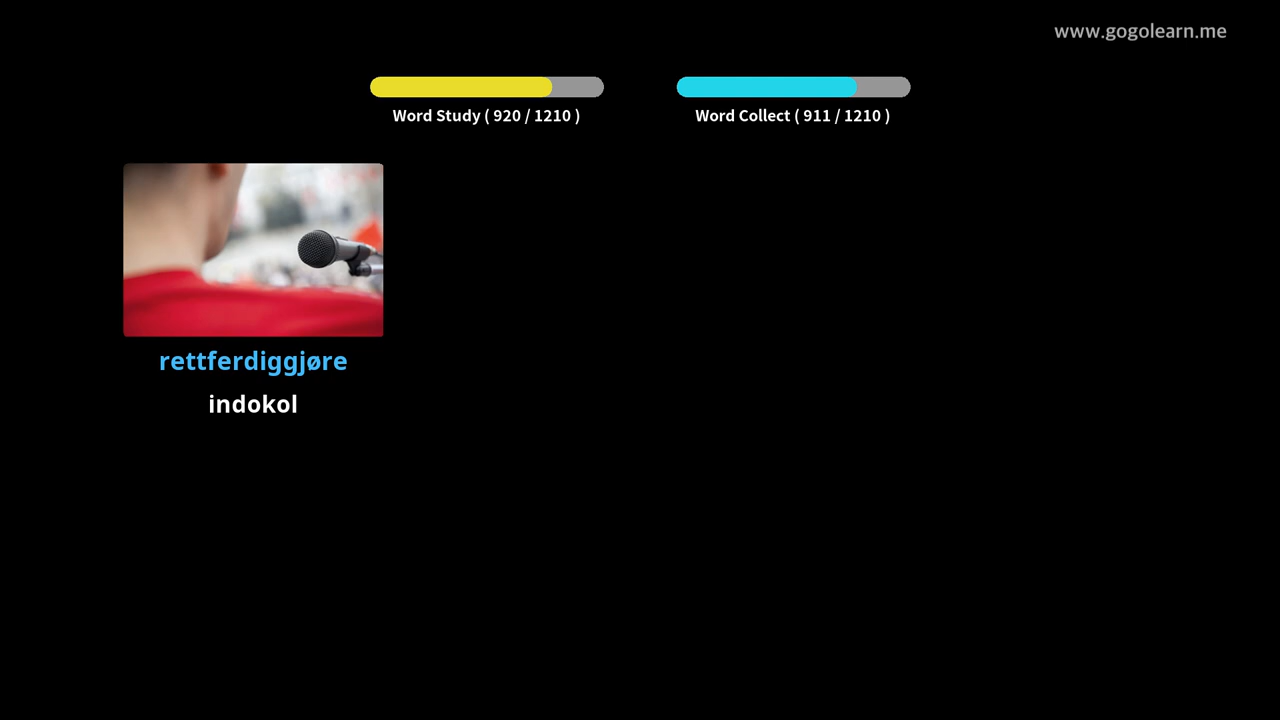 www.gogolearn.me
Word Study ( 920 / 1210 )
Word Collect ( 911 / 1210 )
rettferdiggjøre
indokol